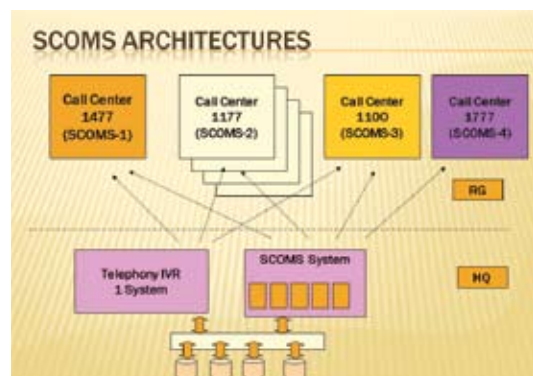 SCOMS ARCHITECTURES
Call Center
1477
(SCOMS-1)
Call Center
1177
(SCOMS-2)
Call Center
1100
(SCOMS-3)
Call Center
1777
(SCOMS-4)
RG
Telephony IVR
1 System
SCOMS System
HQ